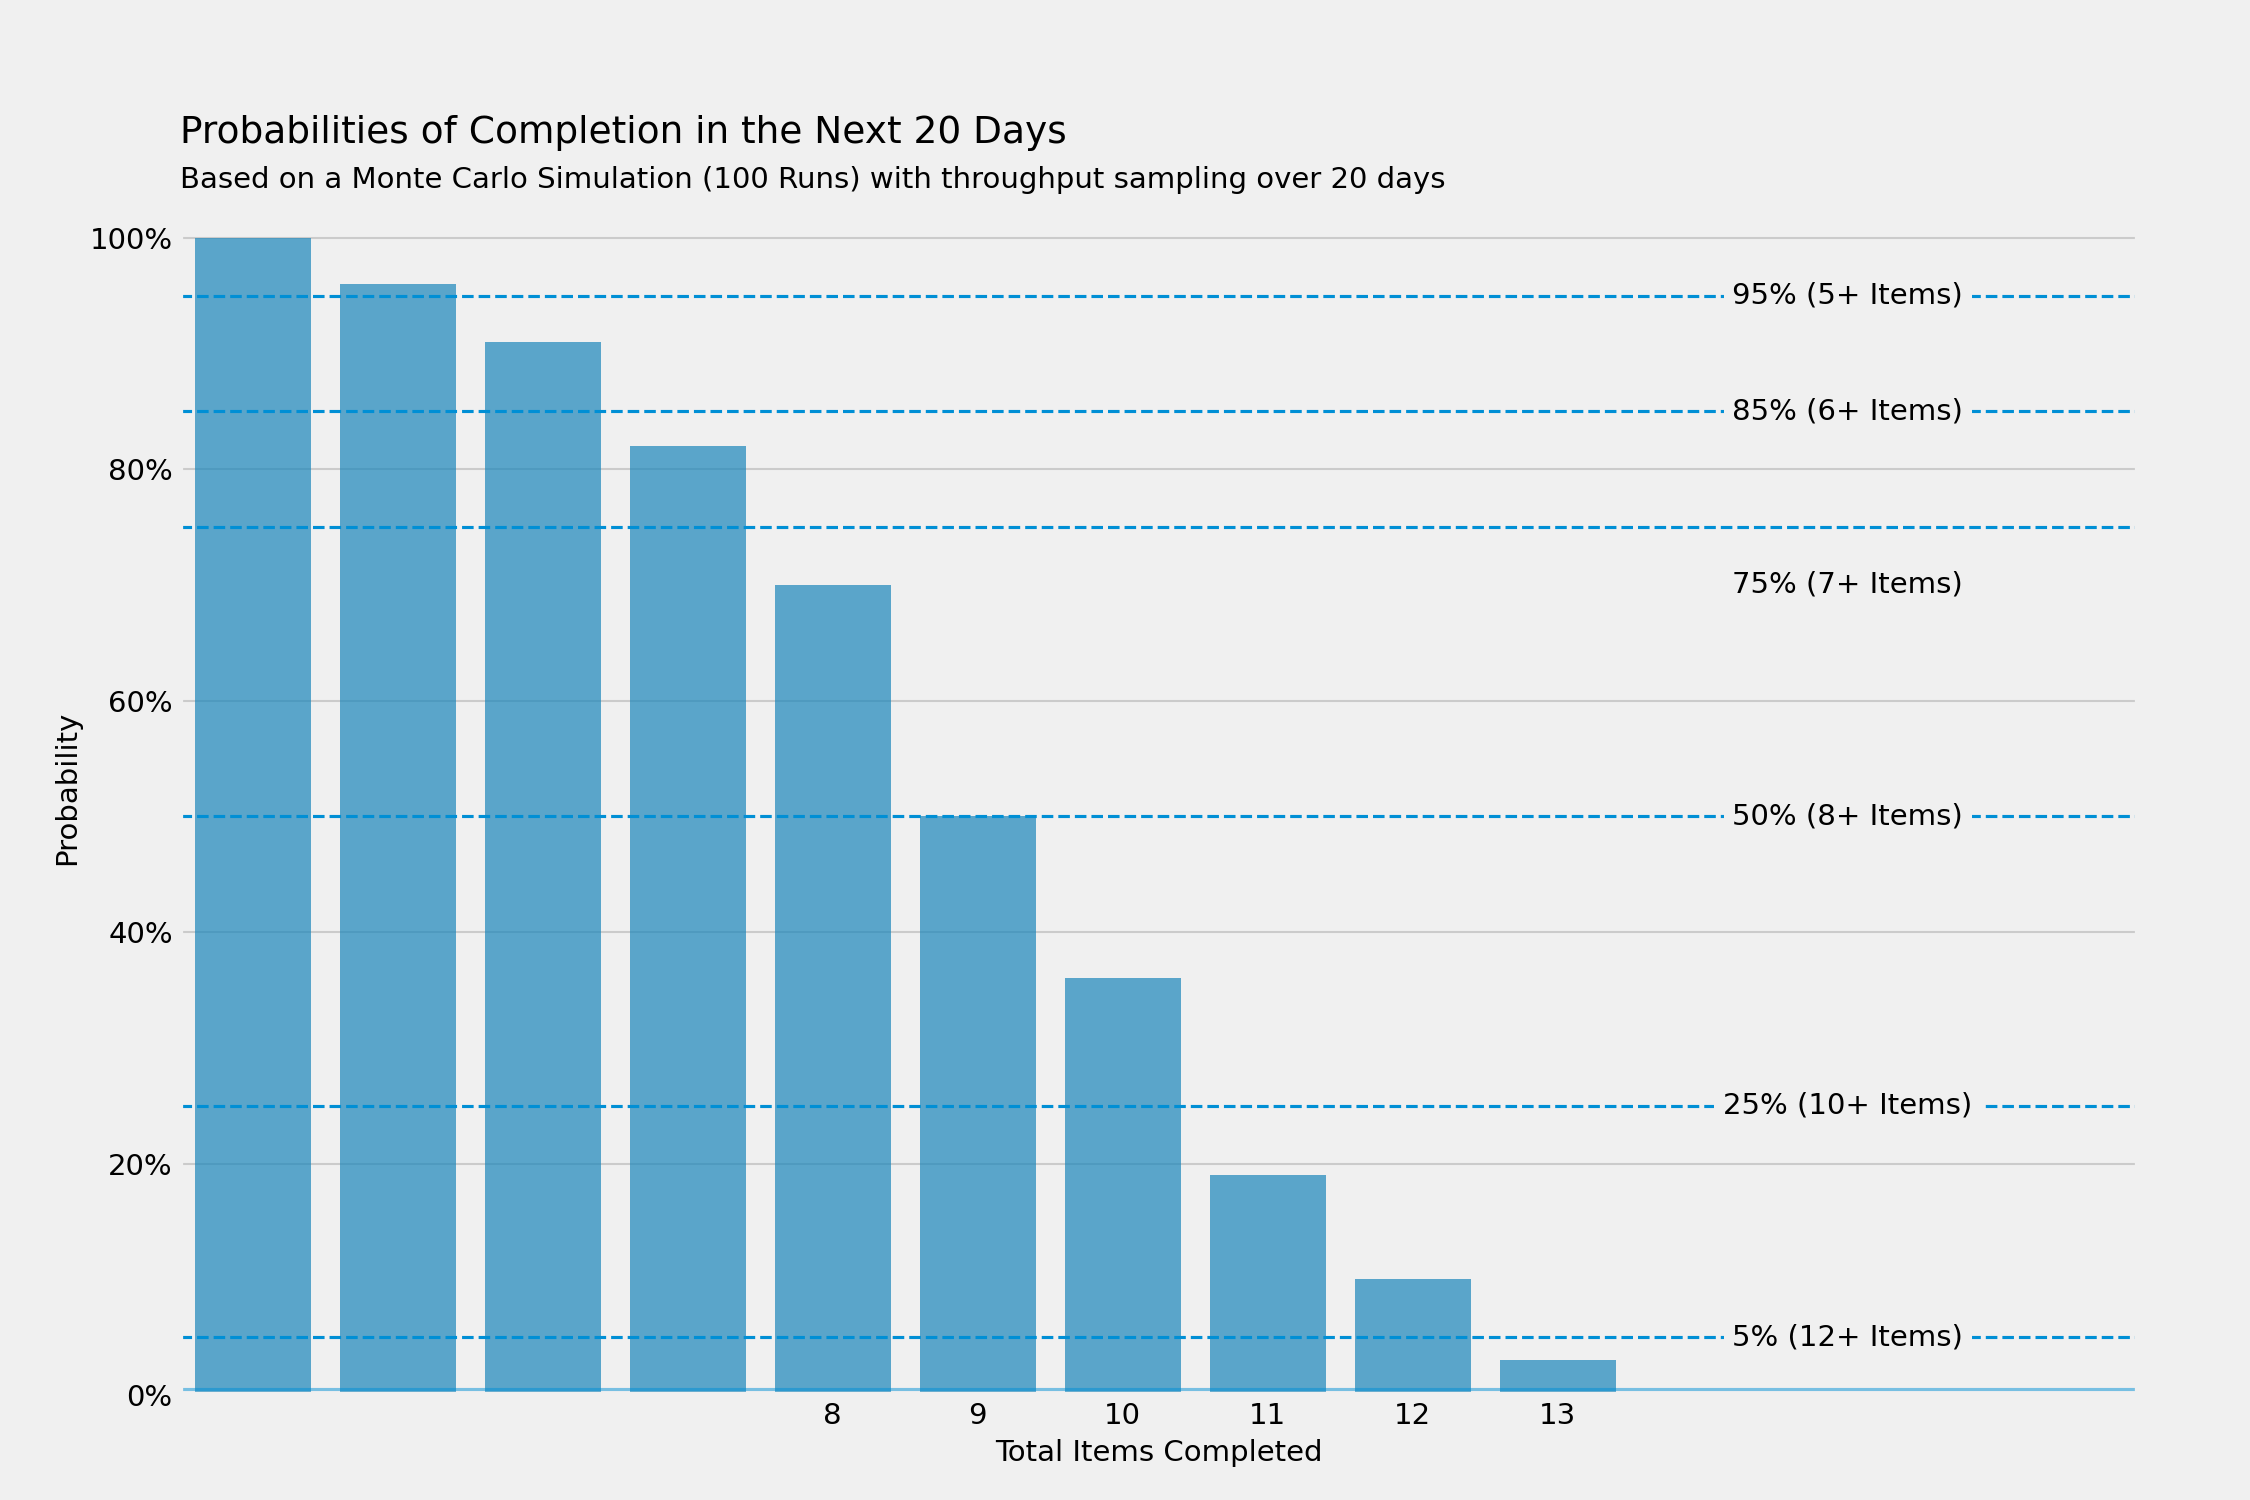 Probabilities of Completion in the Next 20 Days
Based on a Monte Carlo Simulation (100 Runs) with throughput sampling over 20 days
100%
95% (5+ Items)
85% (6+ Items)
80%
75% (7+ Items)
60%
Probability
50% (8+ Items)
40%
25% (10+ Items)
20%
5% (12+ Items)
0%
8 9 10 11 12 13
Total Items Completed